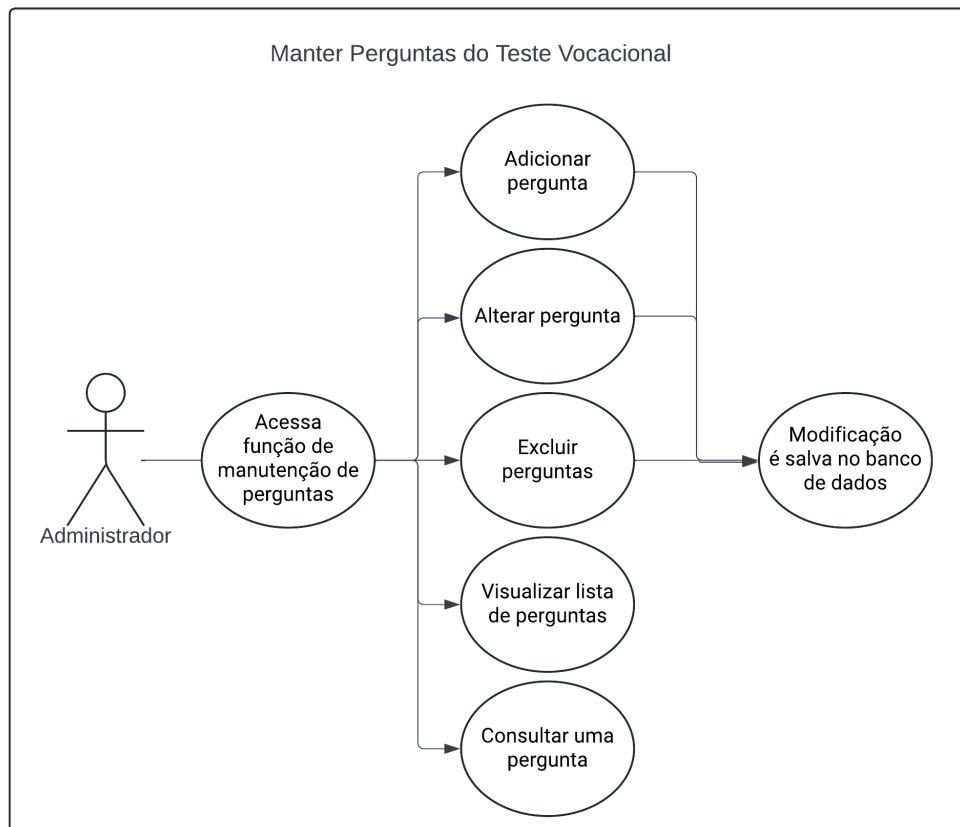 Manter Perguntas do Teste Vocacional
Adicionar
pergunta
Alterar pergunta
Acessa
função de
manutenção de
perguntas
Excluir
perguntas
Modificação
é salva no banco
de dados
Administrador
Visualizar lista
de perguntas
Consultar uma
pergunta